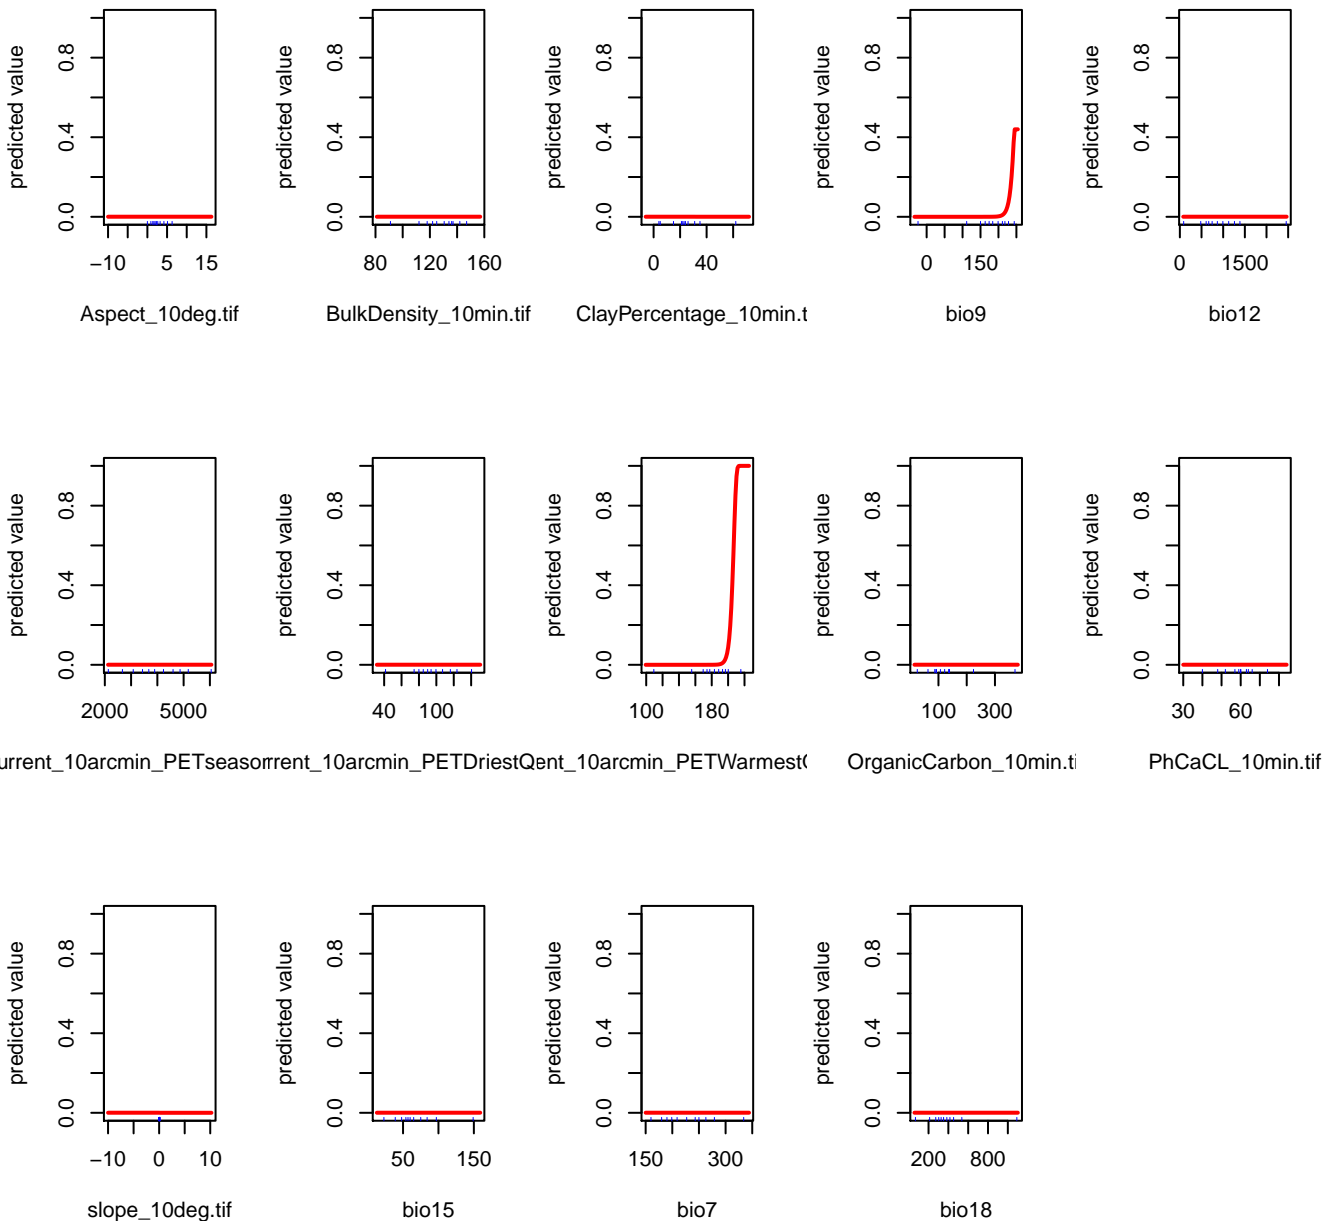 predicted value predicted value predicted value predicted value predicted value
0.0 0.4 0.8 0.0 0.4 0.8 0.0 0.4 0.8 0.0 0.4 0.8 0.0 0.4 0.8
−10 5 15 80 120 160 0 40 0 150 0 1500
Aspect_10deg.tif BulkDensity_10min.tif ClayPercentage_10min.t bio9 bio12
predicted value predicted value predicted value predicted value predicted value
0.0 0.4 0.8 0.0 0.4 0.8 0.0 0.4 0.8 0.0 0.4 0.8 0.0 0.4 0.8
2000 5000 40 100 100 180 100 300 30 60
urrent_10arcmin_PETseason rrent_10arcmin_PETDriestQ ent_10arcmin_PETWarmestQ OrganicCarbon_10min.ti PhCaCL_10min.tif
predicted value predicted value predicted value predicted value
0.0 0.4 0.8 0.0 0.4 0.8 0.0 0.4 0.8 0.0 0.4 0.8
−10 0 10 50 150 150 300 200 800
slope_10deg.tif bio15 bio7 bio18